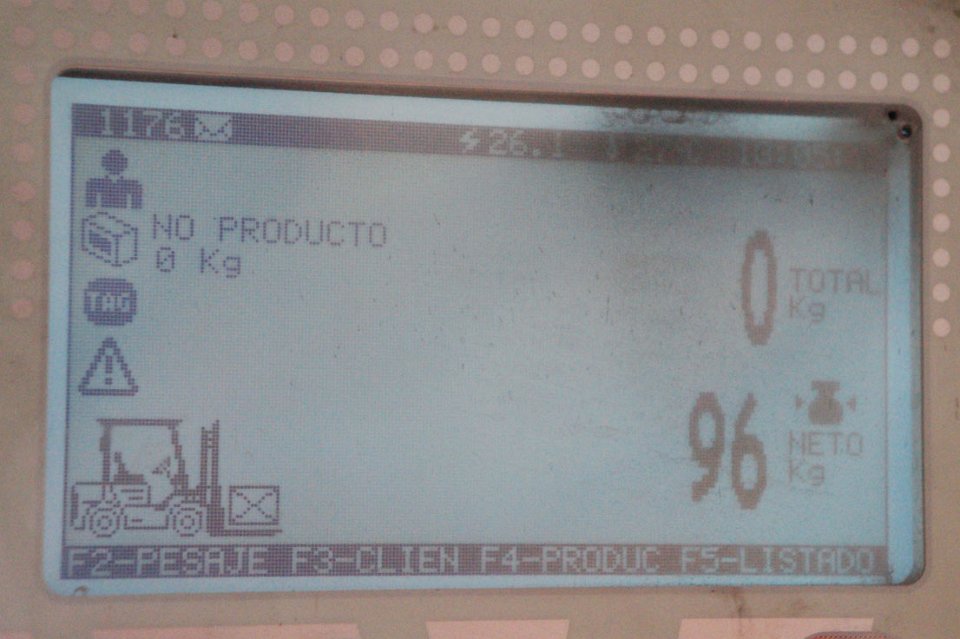 1176 26.1
NO PRODUCTO
0 Kg
TAG
0 TOTAL
Kg
96 NETO
Kg
F2-PESAJE F3-CLIEN F4-PRODUC F5-LISTADO